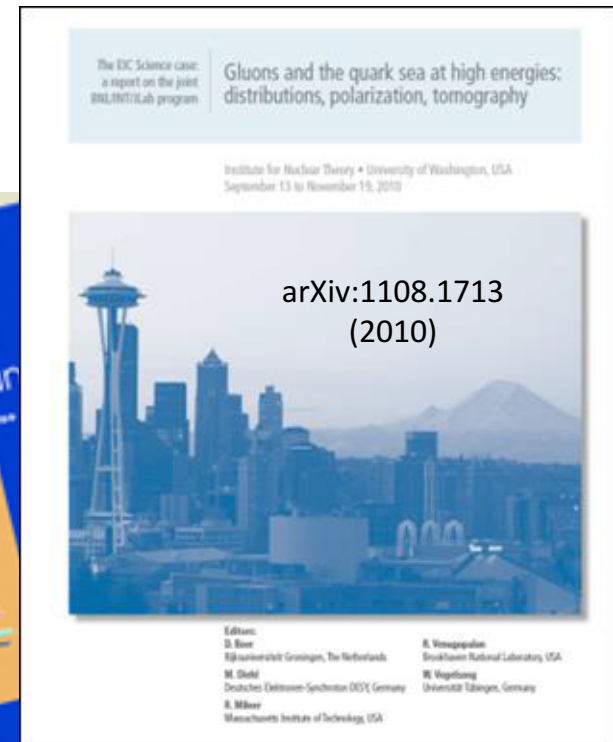 The EIC Science case:
a report on the joint
BNL/INT/JLab program
Gluons and the quark sea at high energies:
distributions, polarization, tomography
Institute for Nuclear Theory • University of Washington, USA
September 13 to November 19, 2010
arXiv:1108.1713
(2010)
Editors:
D. Boer
Rijksuniversiteit Groningen, The Netherlands
M. Diehl
Deutsches Elektronen-Synchroton DESY, Germany
R. Milner
Massachusetts Institute of Technology, USA
R. Venugopalan
Brookhaven National Laboratory, USA
W. Vogelsang
Universität Tübingen, Germany